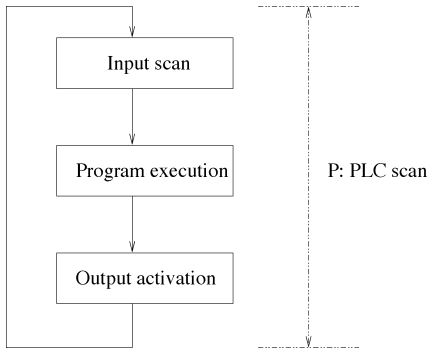 Input scan
Program execution
P: PLC scan
Output activation